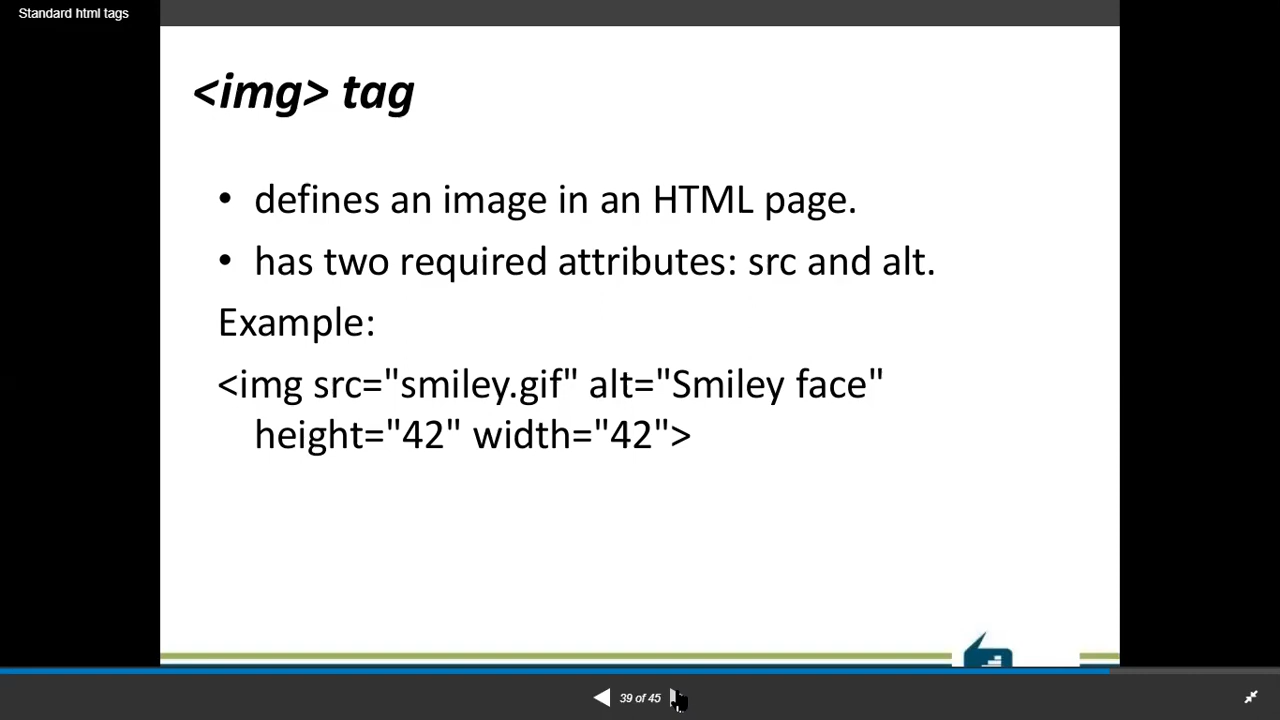 Standard html tags
<img> tag
• defines an image in an HTML page.
• has two required attributes: src and alt.
Example:
<img src="smiley.gif" alt="Smiley face"
height="42" width="42">
39 of 45